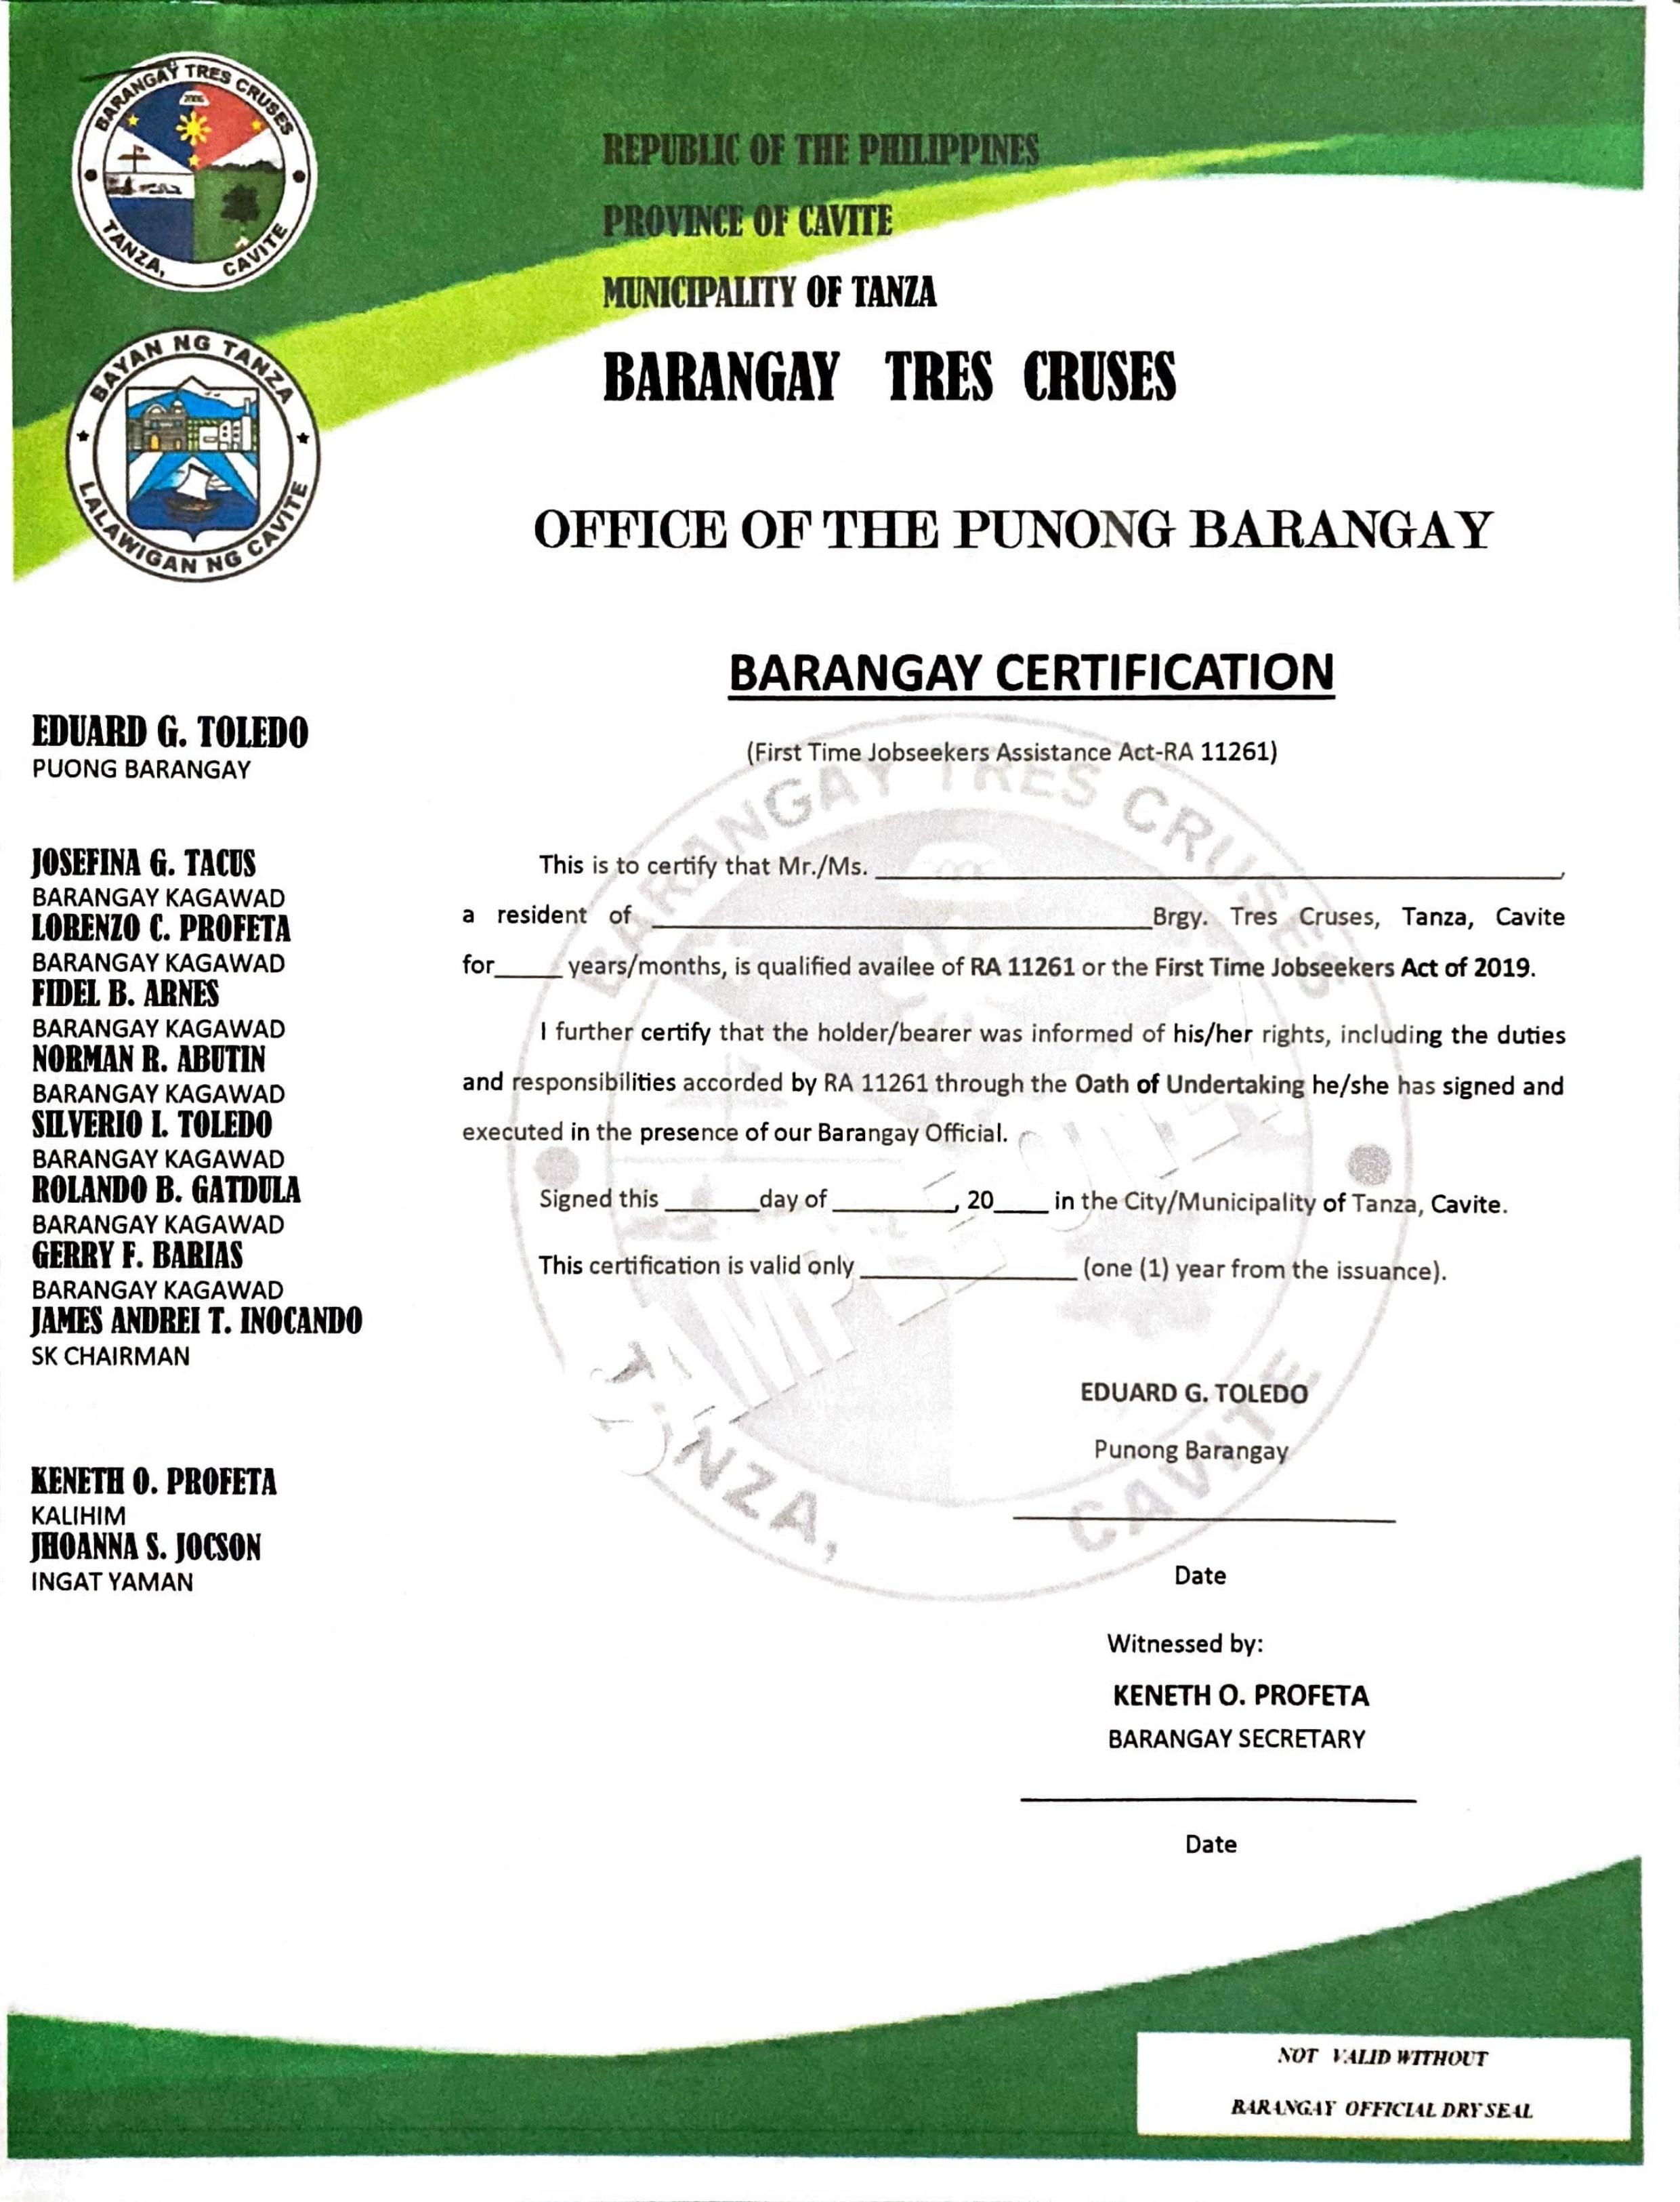 BARANGAY TRES CRUSES
2006
TANZA, CAVITE
BAYAN NG TANZA
LALAWIGAN NG CAVITE
REPUBLIC OF THE PHILIPPINES
PROVINCE OF CAVITE
MUNICIPALITY OF TANZA
BARANGAY TRES CRUSES
OFFICE OF THE PUNONG BARANGAY
EDUARD G. TOLEDO
PUONG BARANGAY
JOSEFINA G. TACUS
BARANGAY KAGAWAD
LORENZO C. PROFETA
BARANGAY KAGAWAD
FIDEL B. ARNES
BARANGAY KAGAWAD
NORMAN R. ABUTIN
BARANGAY KAGAWAD
SILVERIO I. TOLEDO
BARANGAY KAGAWAD
ROLANDO B. GATDULA
BARANGAY KAGAWAD
GERRY F. BARIAS
BARANGAY KAGAWAD
JAMES ANDREI T. INOCANDO
SK CHAIRMAN
KENETH O. PROFETA
KALIHIM
JHOANNA S. JOCSON
INGAT YAMAN
BARANGAY CERTIFICATION
(First Time Jobseekers Assistance Act-RA 11261)
This is to certify that Mr./Ms. ____________________,
a resident of ____________________Brgy. Tres Cruses, Tanza, Cavite
for_____ years/months, is qualified availee of RA 11261 or the First Time Jobseekers Act of 2019.
I further certify that the holder/bearer was informed of his/her rights, including the duties
and responsibilities accorded by RA 11261 through the Oath of Undertaking he/she has signed and
executed in the presence of our Barangay Official.
Signed this _______day of _________, 20____ in the City/Municipality of Tanza, Cavite.
This certification is valid only ________________ (one (1) year from the issuance).
EDUARD G. TOLEDO
Punong Barangay
Date
Witnessed by:
KENETH O. PROFETA
BARANGAY SECRETARY
Date
BARANGAY TRES CRUSES
TANZA, CAVITE
SAMPLE ONLY
NOT VALID WITHOUT
BARANGAY OFFICIAL DRY SEAL